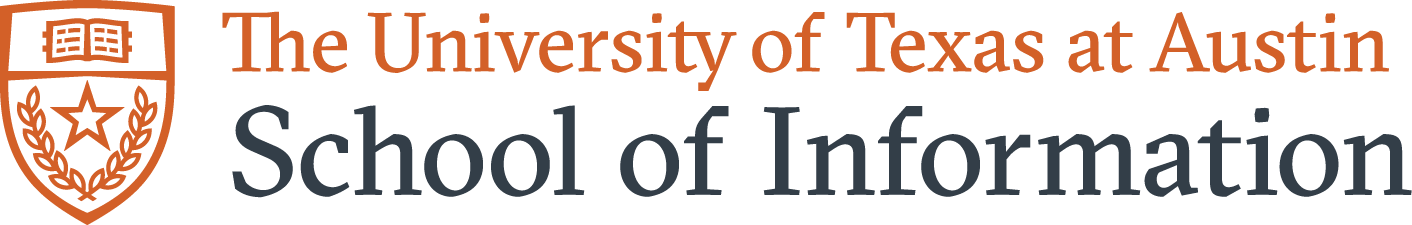 The University of Texas at Austin
School of Information